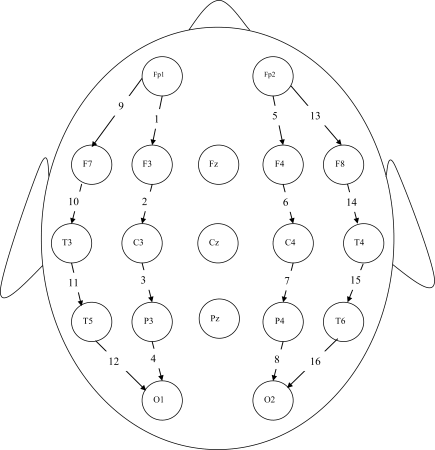 Fp1 Fp2
9 1 5 13
F7 F3 Fz F4 F8
10 2 6 14
T3 C3 Cz C4 T4
11 3 7 15
T5 P3 Pz P4 T6
12 4 8 16
O1 O2